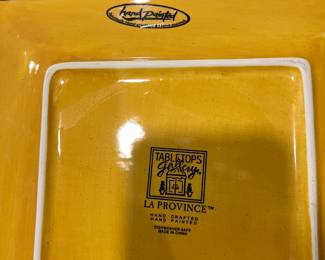 hand painted
TABLETOPS
gallery
LA PROVINCE™
HAND CRAFTED
HAND PAINTED
DISHWASHER SAFE
MADE IN CHINA